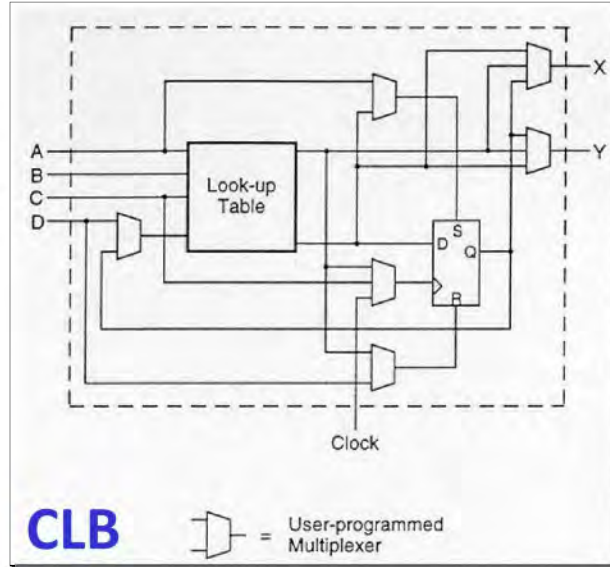 X
A
B
C
D
Look-up
Table
Y
S
D
Q
R
Clock
CLB
= User-programmed
Multiplexer